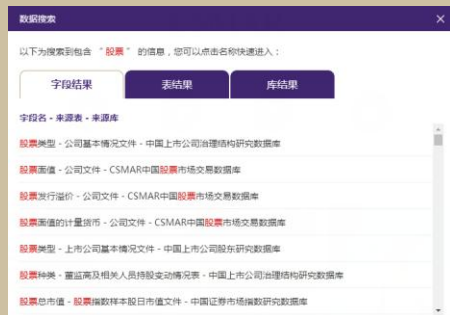 数据搜索
以下为搜索到包含 “股票” 的信息，您可以点击名称快速进入：
字段结果 表结果 库结果
字段名 - 来源表 - 来源库
股票类型 - 公司基本情况文件 - 中国上市公司治理结构研究数据库
股票面值 - 公司文件 - CSMAR中国股票市场交易数据库
股票发行溢价 - 公司文件 - CSMAR中国股票市场交易数据库
股票面值的计量货币 - 公司文件 - CSMAR中国股票市场交易数据库
股票类型 - 上市公司基本情况文件 - 中国上市公司股东研究数据库
股票种类 - 董监高及相关人员持股变动情况表 - 中国上市公司治理结构研究数据库
股票总市值 - 股票指数样本股日市值文件 - 中国证券市场指数研究数据库